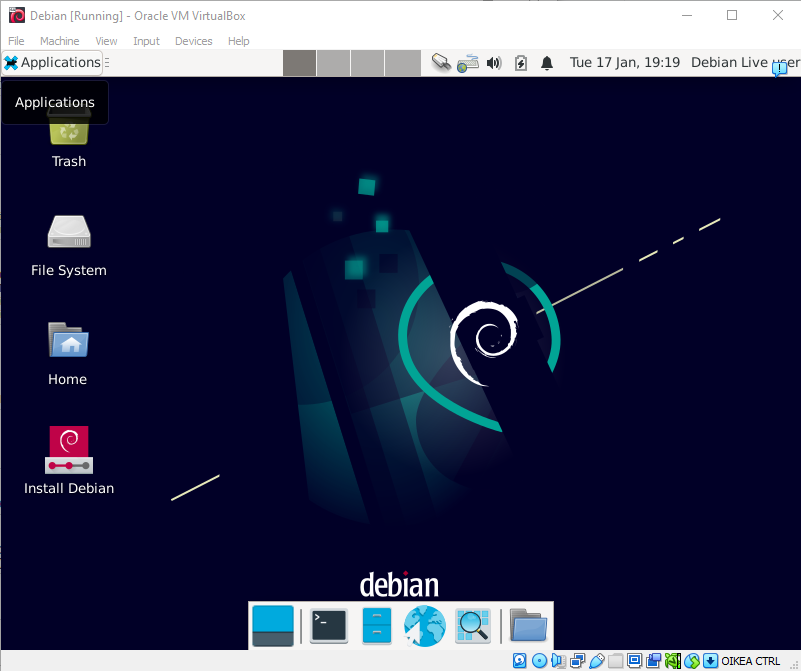 Debian [Running] - Oracle VM VirtualBox
File Machine View Input Devices Help
Applications
Tue 17 Jan, 19:19 Debian Live user
Applications
Trash
File System
Home
Install Debian
debian
>_
OIKEA CTRL